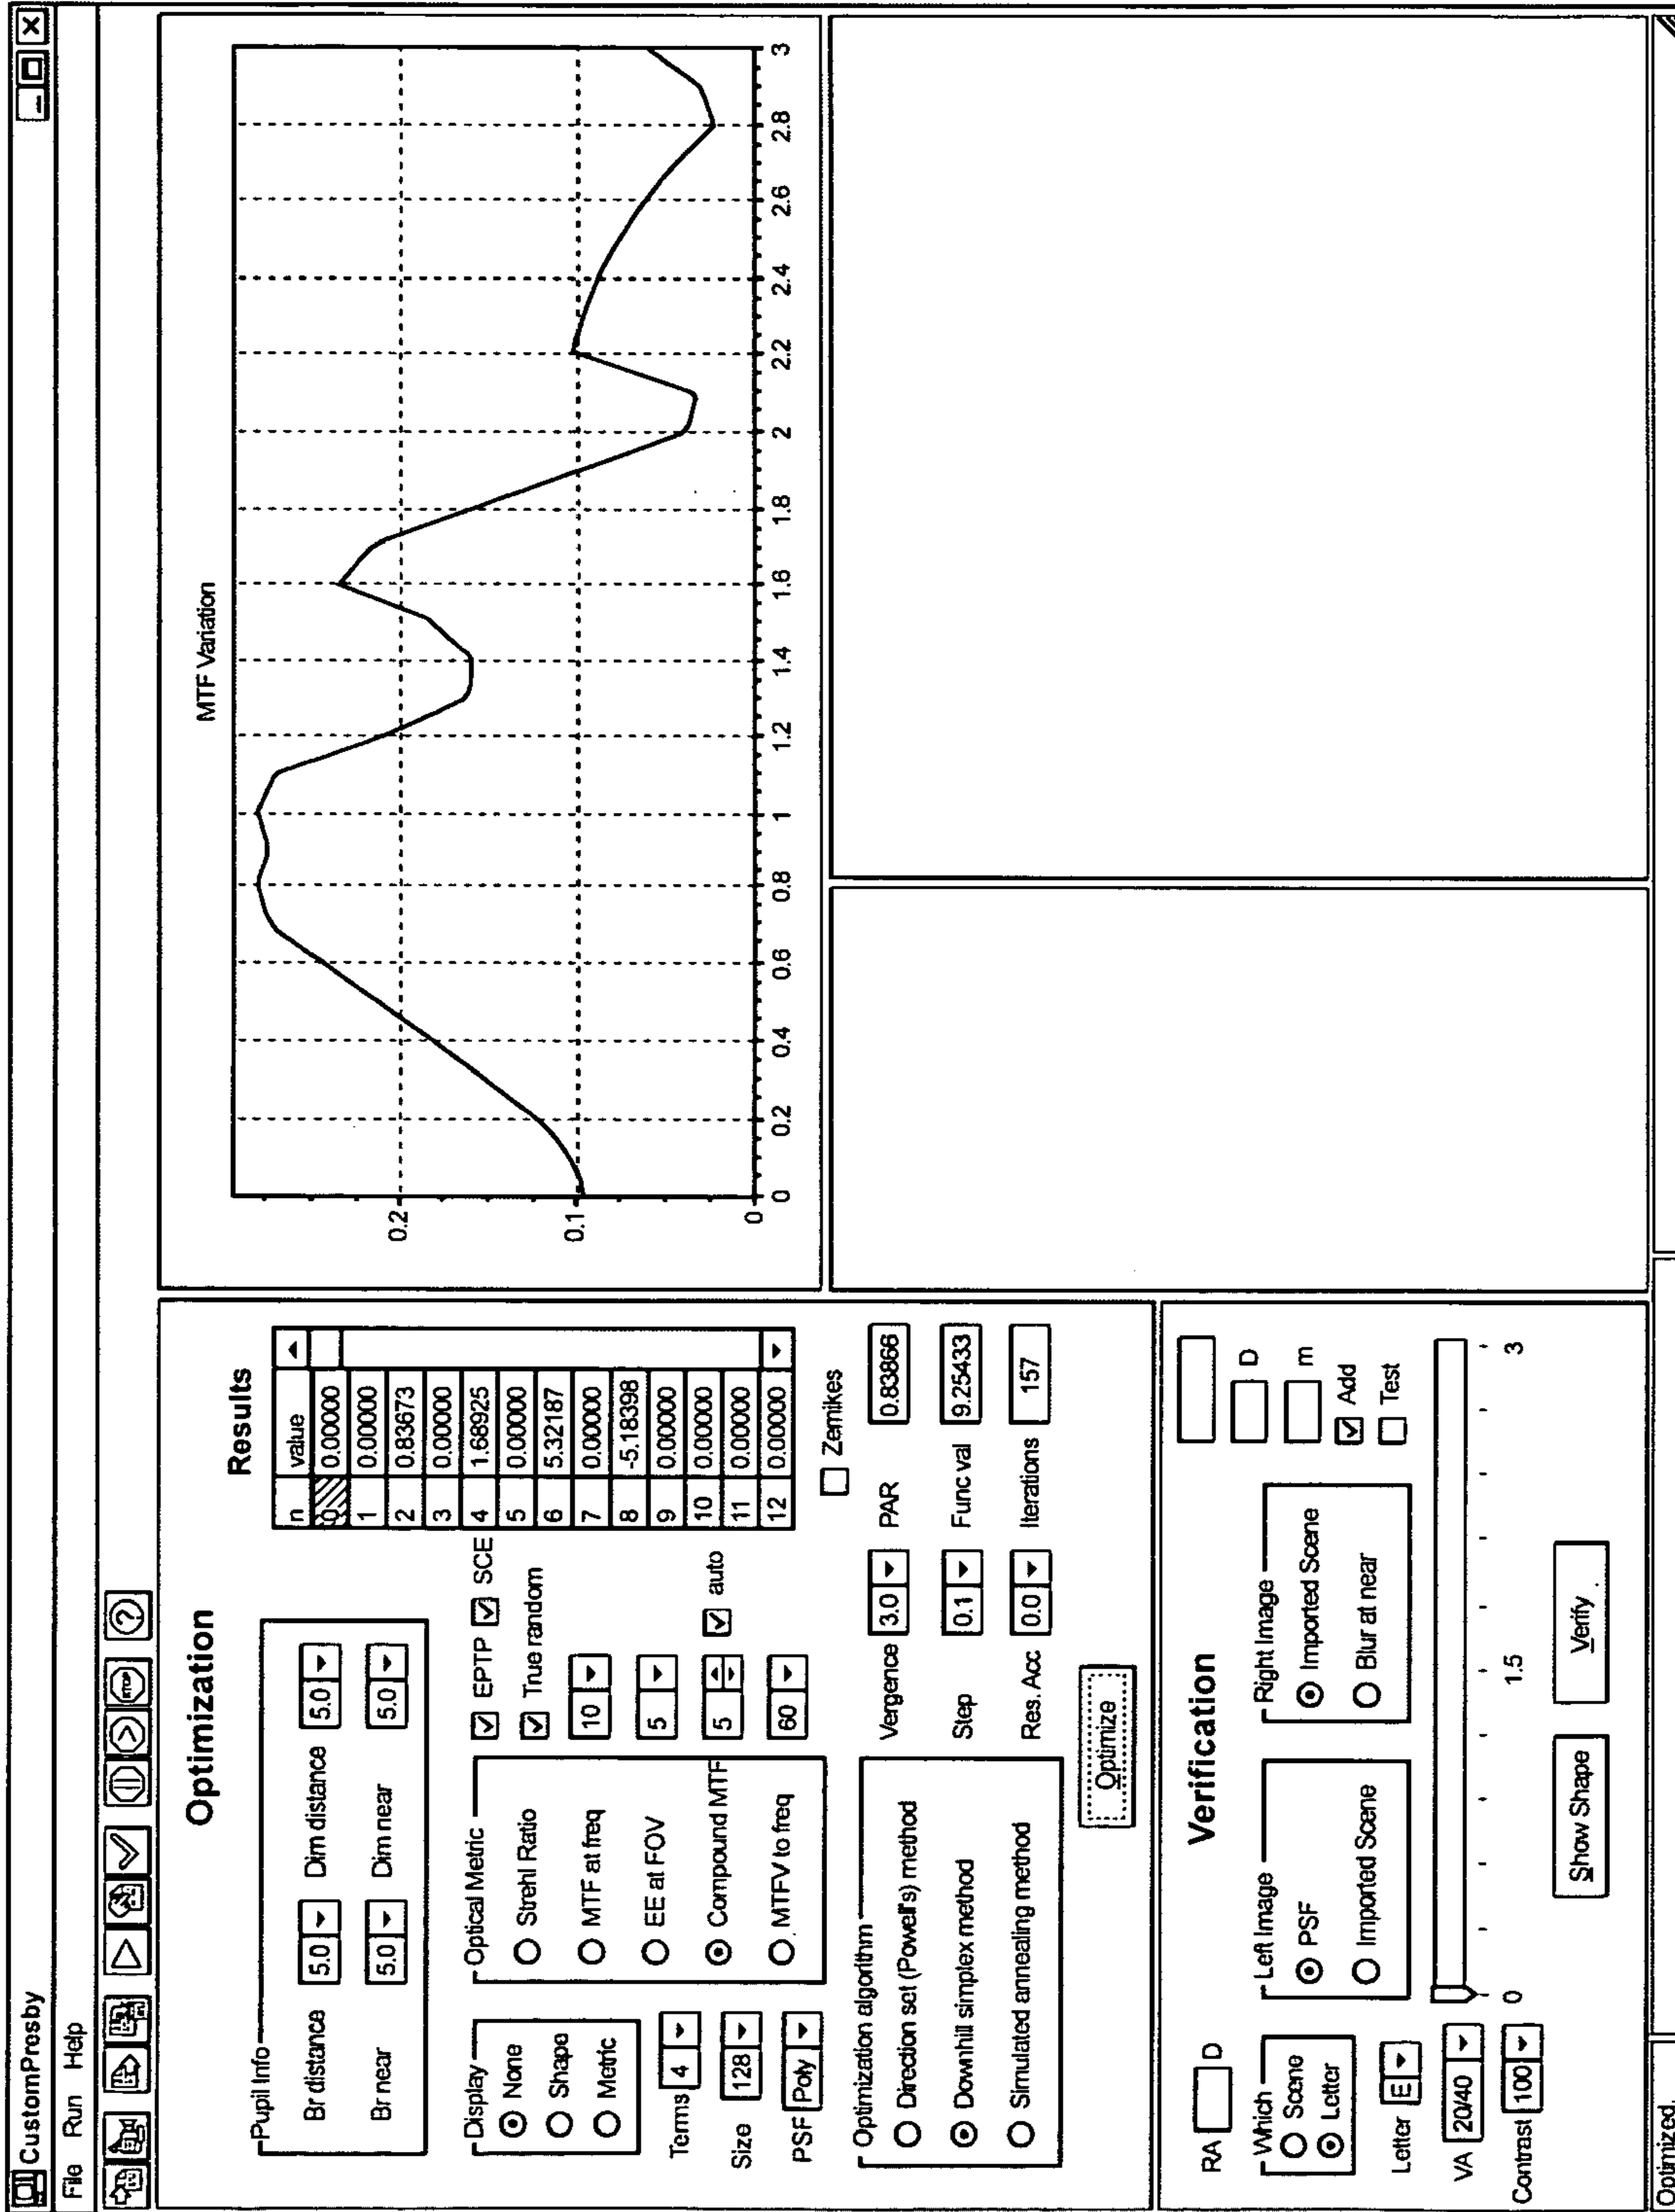 CustomPresby
File Run Help
STOP
?
Optimization
Pupil Info
Br distance 5.0 Dim distance 5.0
Br near 5.0 Dim near 5.0
Display
None
Shape
Metric
Terms 4
Size 128
PSF Poly
Optical Metric
Strehl Ratio
MTF at freq
EE at FOV
Compound MTF
MTFV to freq
EPTP SCE
True random
10
5
5 auto
60
Optimization algorithm
Direction set (Powell's) method
Downhill simplex method
Simulated annealing method
Optimize
Results
n value
0 0.00000
1 0.00000
2 0.83673
3 0.00000
4 1.68925
5 0.00000
6 5.32187
7 0.00000
8 -5.18398
9 0.00000
10 0.00000
11 0.00000
12 0.00000
Zernikes
Vergence 3.0 PAR 0.83866
Step 0.1 Func val 9.25433
Res. Acc 0.0 Iterations 157
MTF Variation
0.2
0.1
0
0 0.2 0.4 0.6 0.8 1 1.2 1.4 1.6 1.8 2 2.2 2.4 2.6 2.8 3
Verification
RA D
Which
Scene
Letter
Letter E
VA 20/40
Contrast 100
Left Image
PSF
Imported Scene
Right Image
Imported Scene
Blur at near
D
m
Add
Test
0 1.5 3
Show Shape Verify
Optimized.